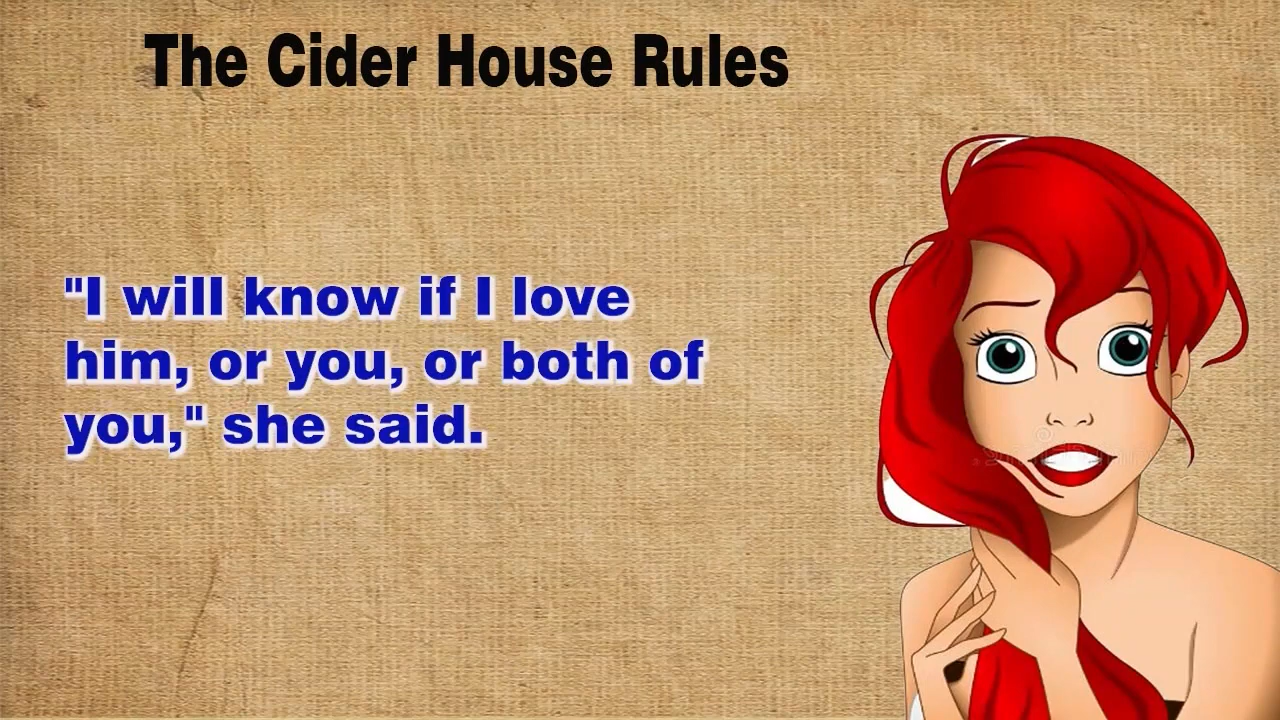 The Cider House Rules
"I will know if I love
him, or you, or both of
you," she said.